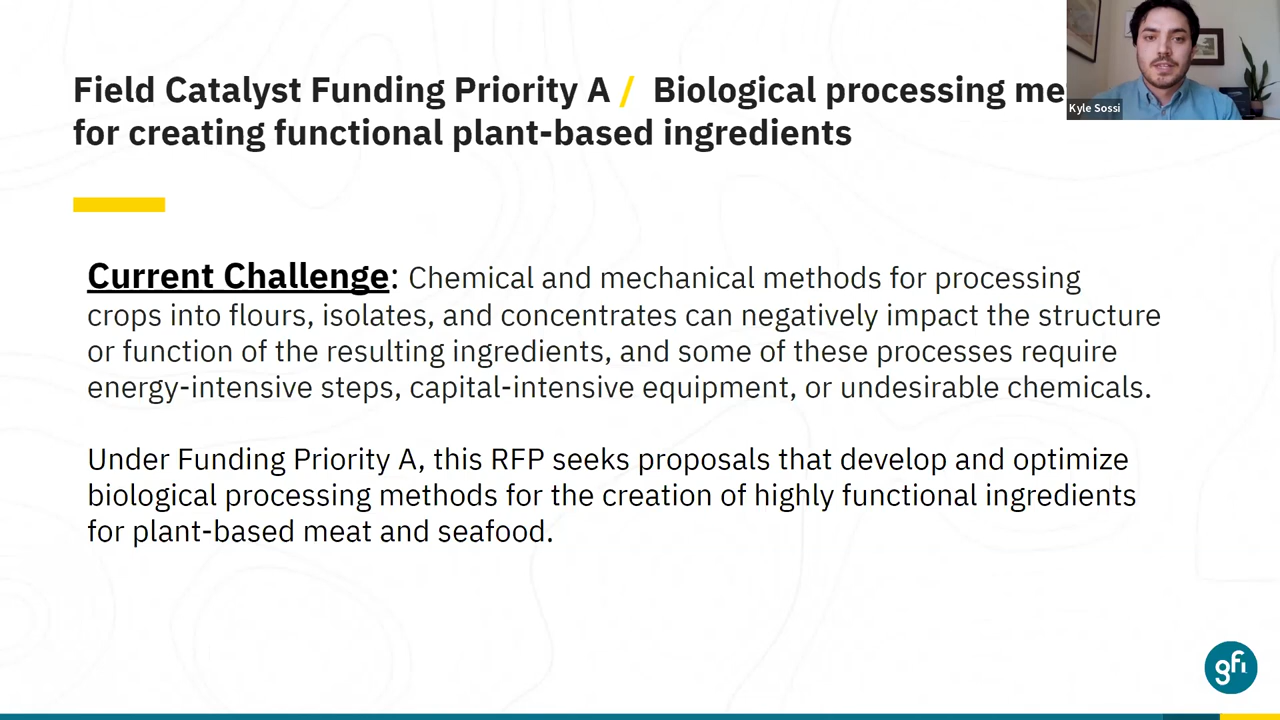 Field Catalyst Funding Priority A / Biological processing me
for creating functional plant-based ingredients
Kyle Sossi
Current Challenge: Chemical and mechanical methods for processing
crops into flours, isolates, and concentrates can negatively impact the structure
or function of the resulting ingredients, and some of these processes require
energy-intensive steps, capital-intensive equipment, or undesirable chemicals.
Under Funding Priority A, this RFP seeks proposals that develop and optimize
biological processing methods for the creation of highly functional ingredients
for plant-based meat and seafood.
gfi